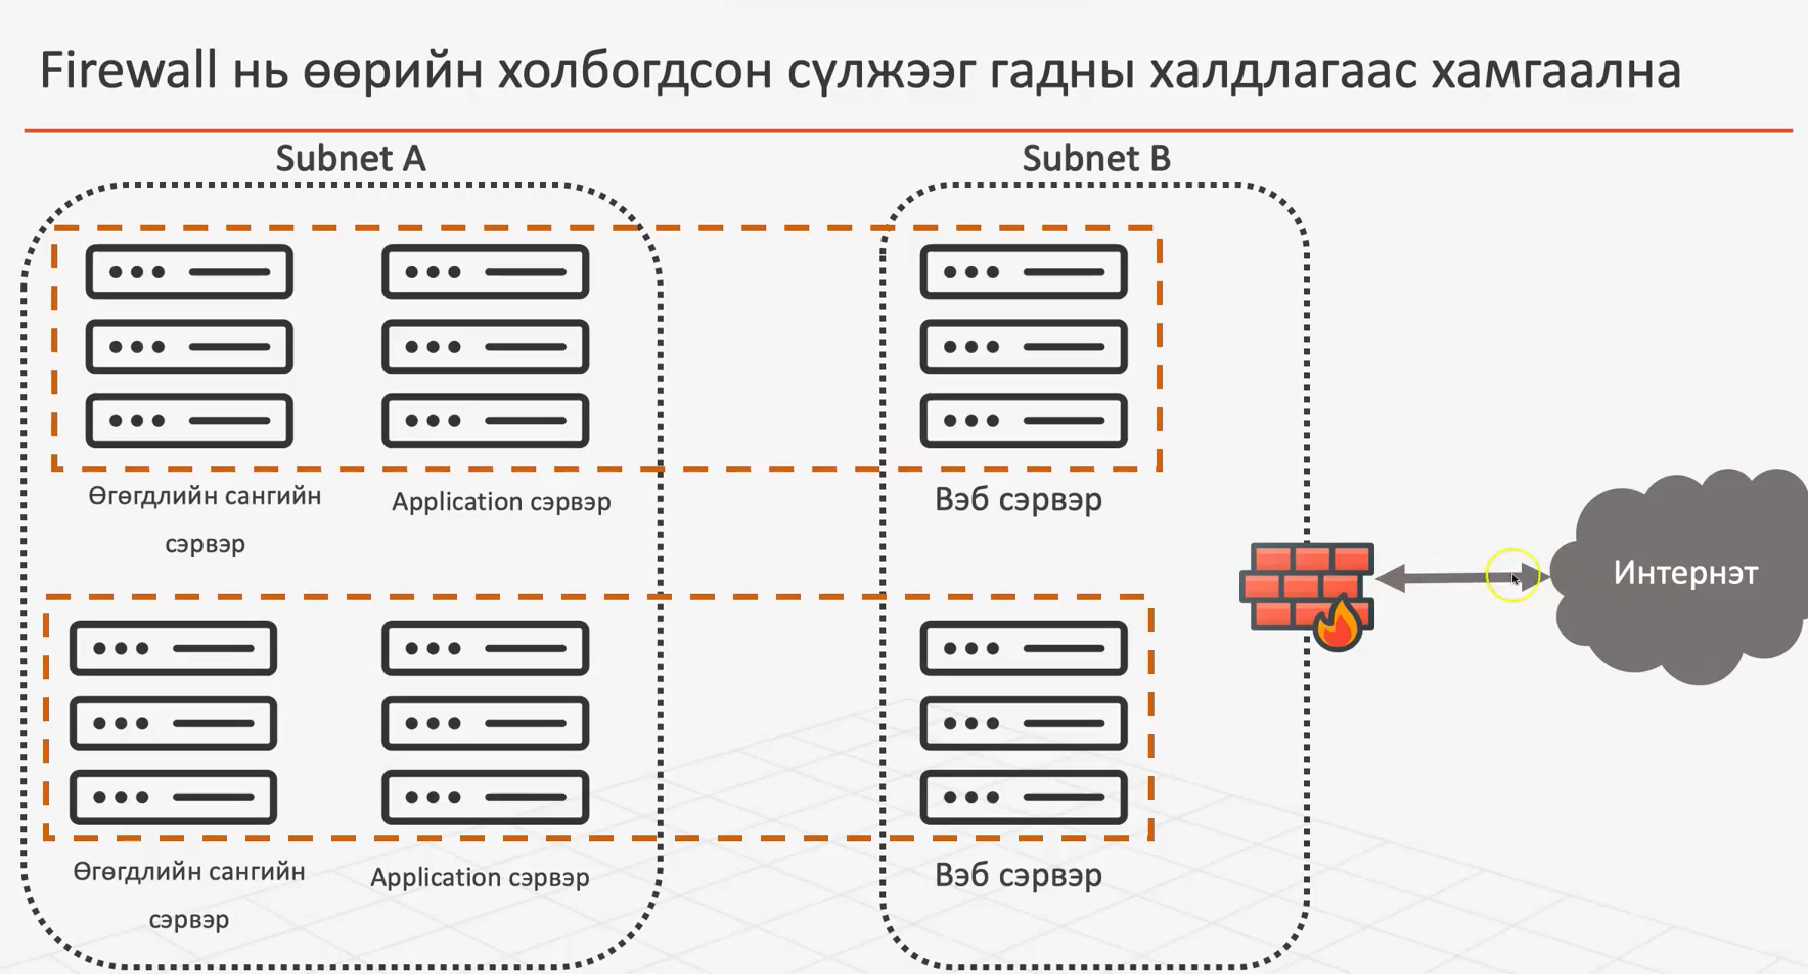 Firewall нь өөрийн холбогдсон сүлжээг гадны халдлагаас хамгаална
Subnet A
Subnet B
Өгөгдлийн сангийн
сэрвэр
Application сэрвэр
Вэб сэрвэр
Интернэт
Өгөгдлийн сангийн
сэрвэр
Application сэрвэр
Вэб сэрвэр